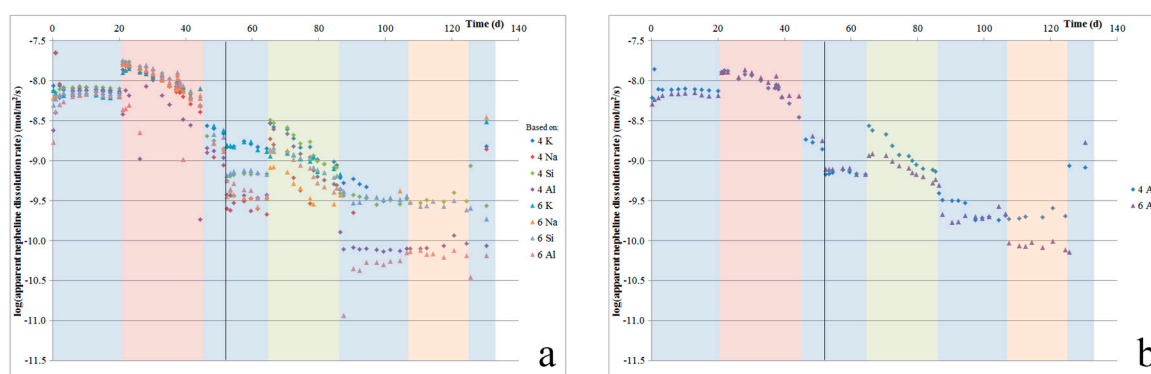 Time (d)
0 20 40 60 80 100 120 140
-7.5
-8.0
-8.5
-9.0
-9.5
-10.0
-10.5
-11.0
-11.5
log(apparent nepheline dissolution rate) (mol/m²/s)
Based on:
4 K
4 Na
4 Si
4 Al
6 K
6 Na
6 Si
6 Al
a
Time (d)
0 20 40 60 80 100 120 140
-7.5
-8.0
-8.5
-9.0
-9.5
-10.0
-10.5
-11.0
-11.5
log(apparent nepheline dissolution rate) (mol/m²/s)
4 A
6 A
b